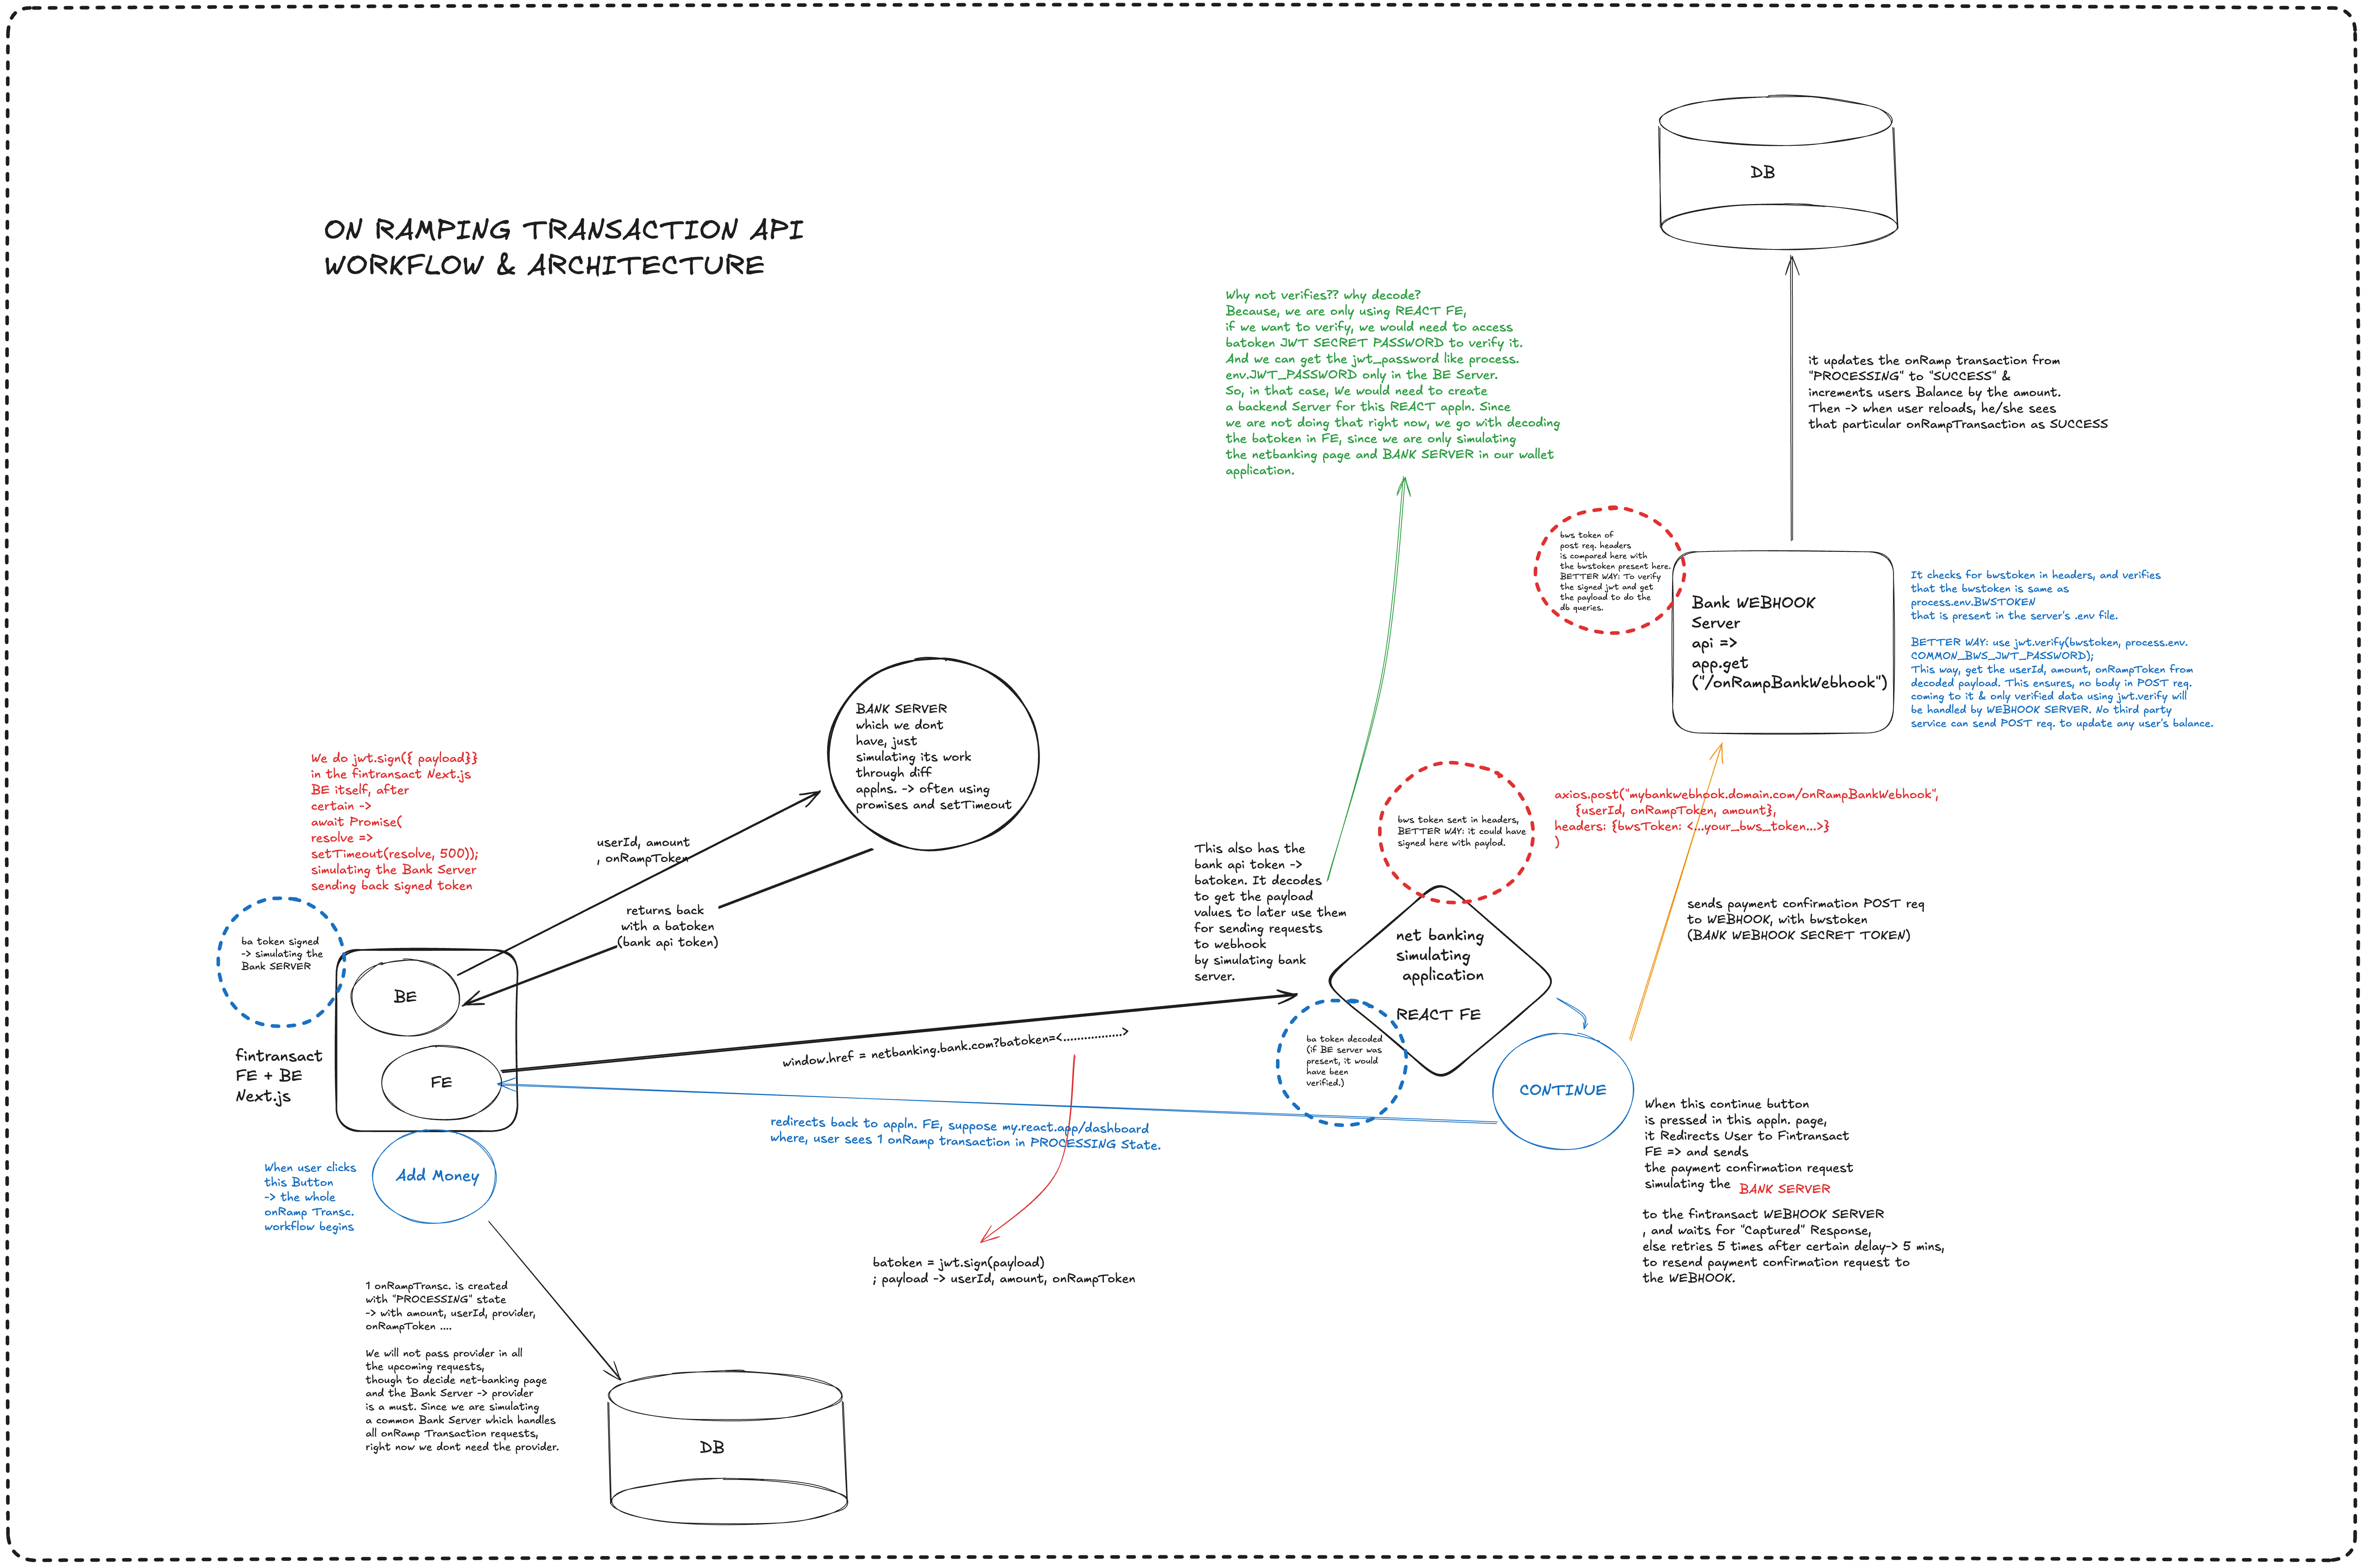 ON RAMPING TRANSACTION API
WORKFLOW & ARCHITECTURE
DB
it updates the onRamp transaction from
"PROCESSING" to "SUCCESS" &
increments users Balance by the amount.
Then -> when user reloads, he/she sees
that particular onRampTransaction as SUCCESS
Why not verifies?? why decode?
Because, we are only using REACT FE,
if we want to verify, we would need to access
batoken JWT SECRET PASSWORD to verify it.
And we can get the jwt_password like process.
env.JWT_PASSWORD only in the BE Server.
So, in that case, We would need to create
a backend Server for this REACT appln. Since
we are not doing that right now, we go with decoding
the batoken in FE, since we are only simulating
the netbanking page and BANK SERVER in our wallet
application.
bws token of
post req. headers
is compared here with
the bwstoken present here.
BETTER WAY: To verify
the signed jwt and get
the payload to do the
db queries.
Bank WEBHOOK
Server
api =>
app.get
("/onRampBankWebhook")
It checks for bwstoken in headers, and verifies
that the bwstoken is same as
process.env.BWSTOKEN
that is present in the server's .env file.
BETTER WAY: use jwt.verify(bwstoken, process.env.
COMMON_BWS_JWT_PASSWORD);
This way, get the userId, amount, onRampToken from
decoded payload. This ensures, no body in POST req.
coming to it & only verified data using jwt.verify will
be handled by WEBHOOK SERVER. No third party
service can send POST req. to update any user's balance.
BANK SERVER
which we dont
have, just
simulating its work
through diff
applns. -> often using
promises and setTimeout
We do jwt.sign({ payload}}
in the fintransact Next.js
BE itself, after
certain ->
await Promise(
resolve =>
setTimeout(resolve, 500));
simulating the Bank Server
sending back signed token
userId, amount
, onRampToken
returns back
with a batoken
(bank api token)
ba token signed
-> simulating the
Bank SERVER
BE
FE
fintransact
FE + BE
Next.js
This also has the
bank api token ->
batoken. It decodes
to get the payload
values to later use them
for sending requests
to webhook
by simulating bank
server.
bws token sent in headers,
BETTER WAY: it could have
signed here with paylod.
axios.post("mybankwebhook.domain.com/onRampBankWebhook",
{userId, onRampToken, amount},
headers: {bwsToken: <...your_bws_token...>}
)
net banking
simulating
application
REACT FE
sends payment confirmation POST req
to WEBHOOK, with bwstoken
(BANK WEBHOOK SECRET TOKEN)
ba token decoded
(if BE server was
present, it would
have been
verified.)
window.href = netbanking.bank.com?batoken=<................>
CONTINUE
redirects back to appln. FE, suppose my.react.app/dashboard
where, user sees 1 onRamp transaction in PROCESSING State.
When this continue button
is pressed in this appln. page,
it Redirects User to Fintransact
FE => and sends
the payment confirmation request
simulating the BANK SERVER
to the fintransact WEBHOOK SERVER
, and waits for "Captured" Response,
else retries 5 times after certain delay-> 5 mins,
to resend payment confirmation request to
the WEBHOOK.
When user clicks
this Button
-> the whole
onRamp Transc.
workflow begins
Add Money
batoken = jwt.sign(payload)
; payload -> userId, amount, onRampToken
1 onRampTransc. is created
with "PROCESSING" state
-> with amount, userId, provider,
onRampToken ....
We will not pass provider in all
the upcoming requests,
though to decide net-banking page
and the Bank Server -> provider
is a must. Since we are simulating
a common Bank Server which handles
all onRamp Transaction requests,
right now we dont need the provider.
DB